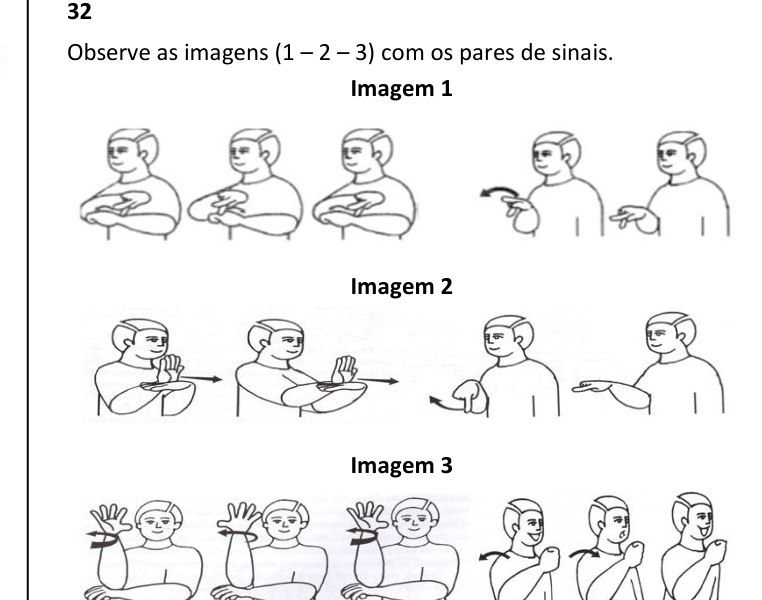 32
Observe as imagens (1 – 2 – 3) com os pares de sinais.
Imagem 1
Imagem 2
Imagem 3